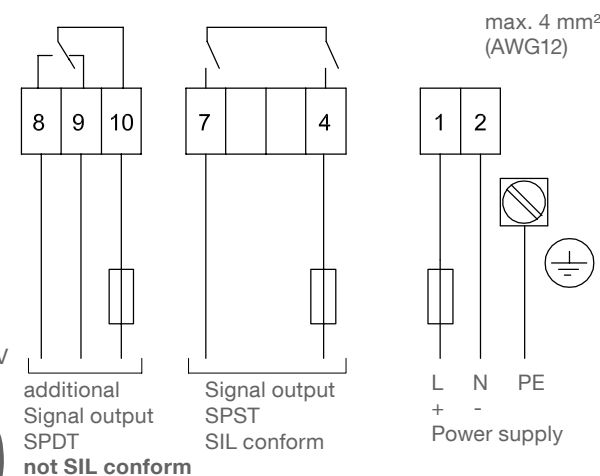 max. 4 mm²
(AWG12)
8 9 10
7 4
1 2
V
additional
Signal output
SPDT
not SIL conform
Signal output
SPST
SIL conform
L N PE
+ -
Power supply